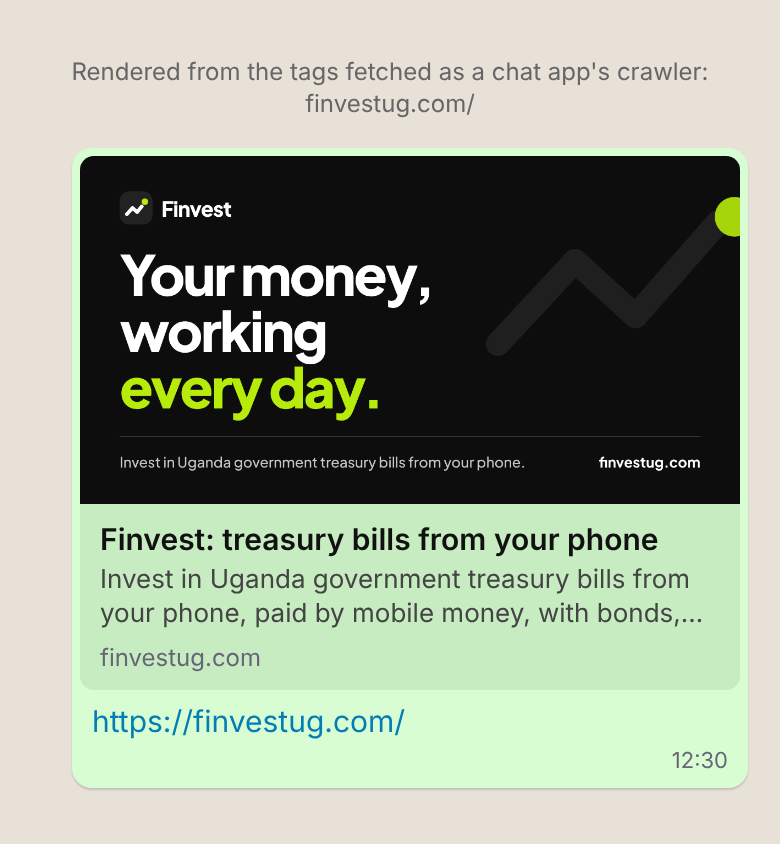 Rendered from the tags fetched as a chat app's crawler:
finvestug.com/
Finvest
Your money,
working
every day.
Invest in Uganda government treasury bills from your phone.
finvestug.com
Finvest: treasury bills from your phone
Invest in Uganda government treasury bills from
your phone, paid by mobile money, with bonds,...
finvestug.com
https://finvestug.com/
12:30